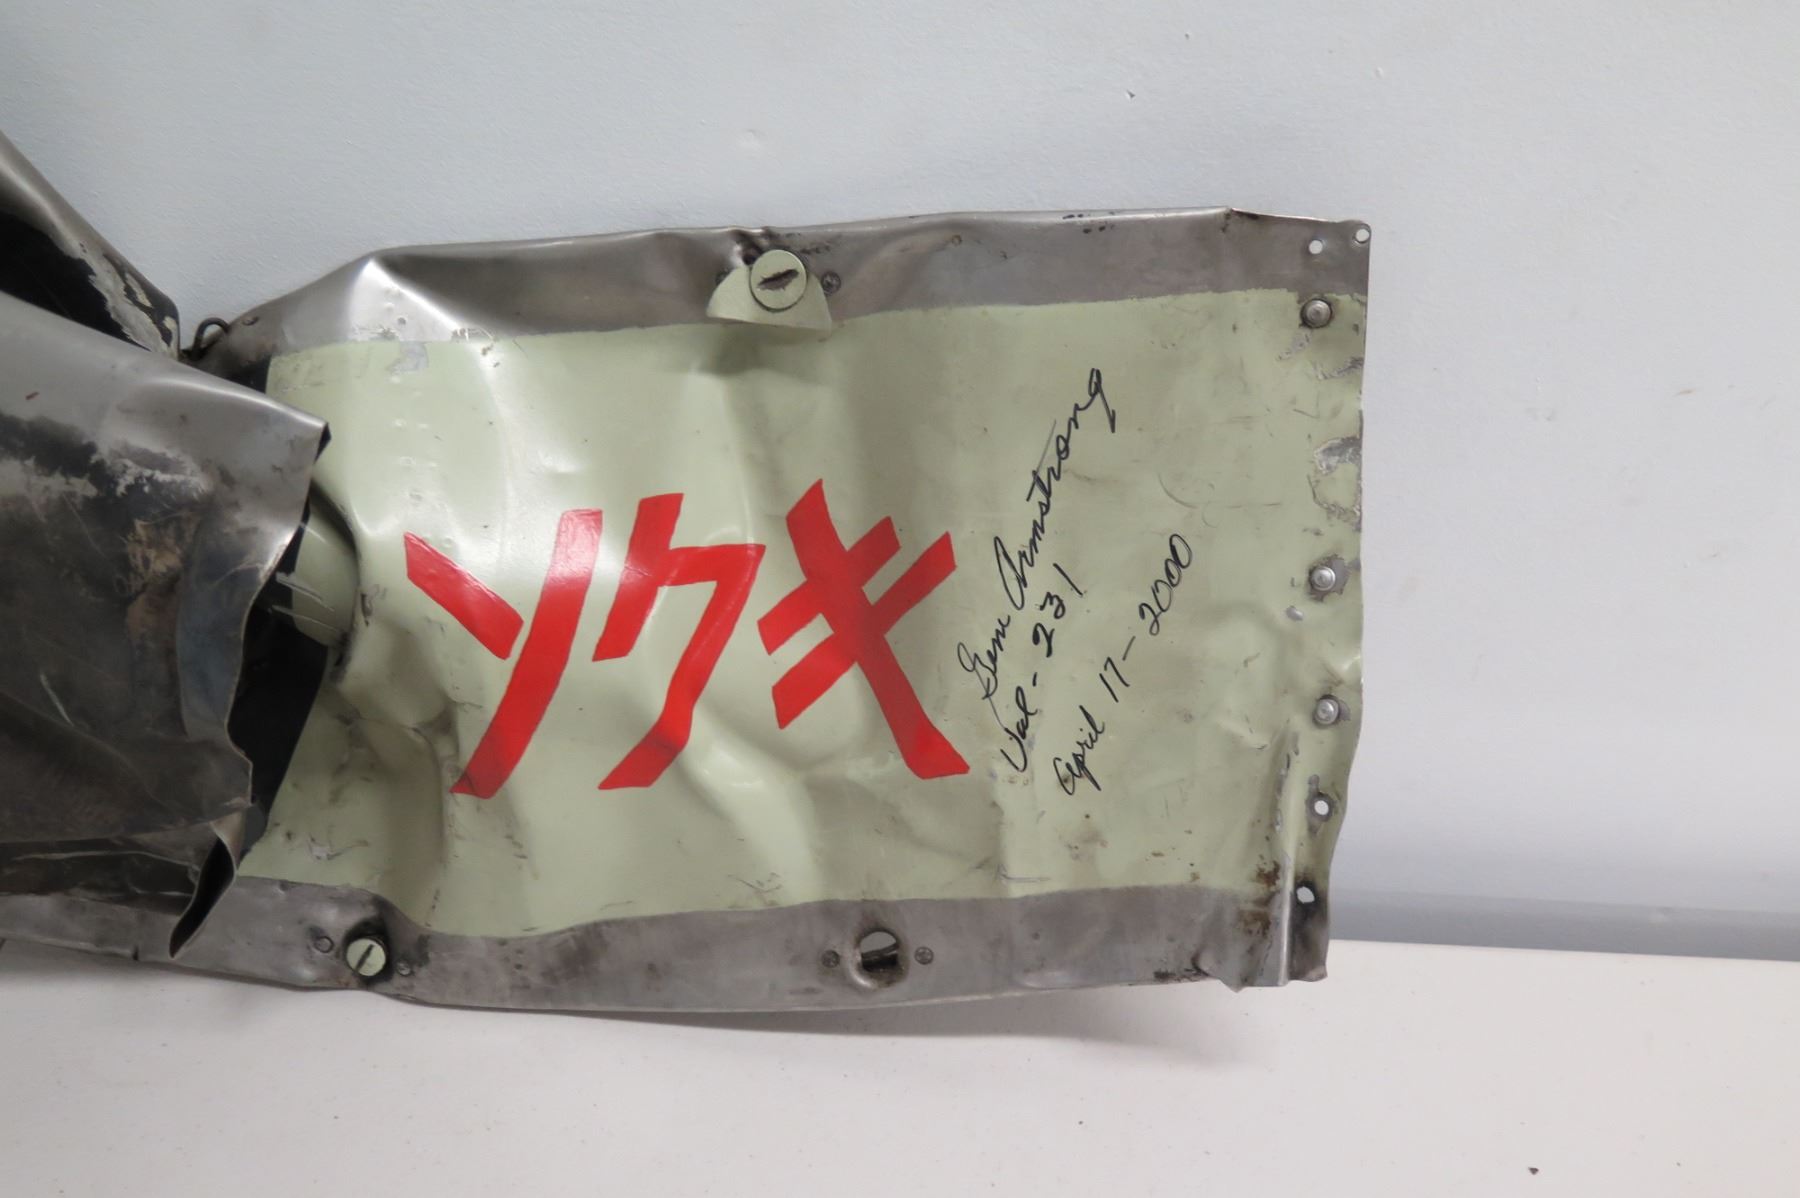 ソクキ
Gene Armstrong
Val-231
April 17-2000